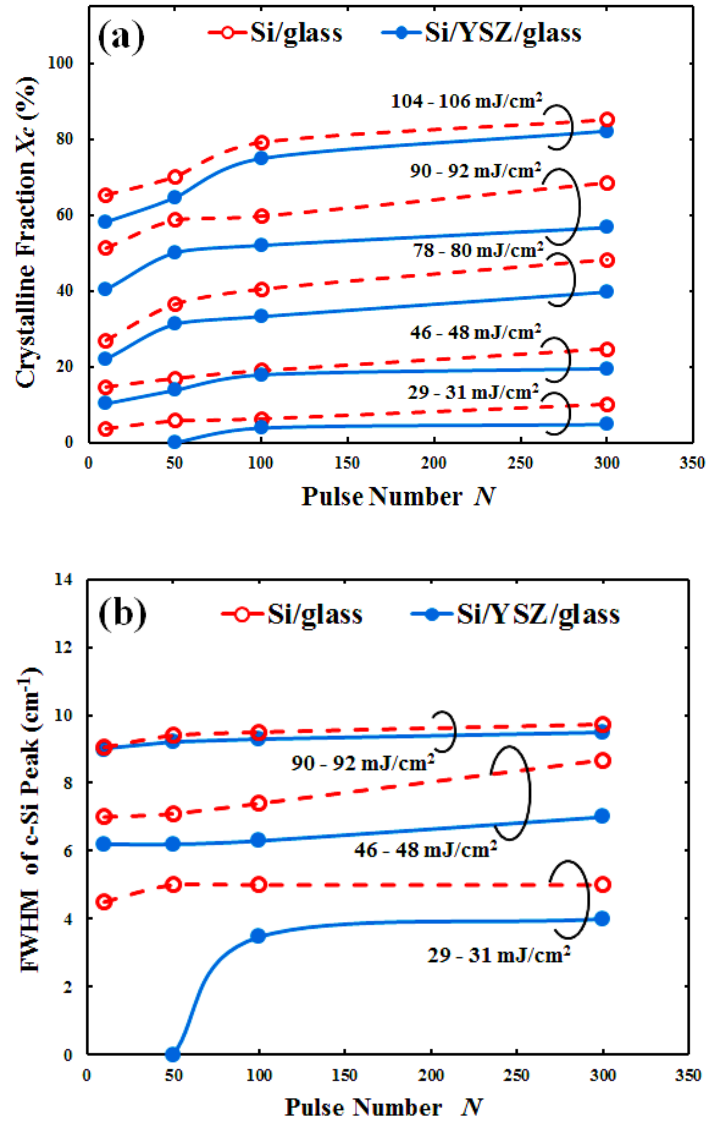 (a) Si/glass Si/YSZ/glass
100
80
60
40
20
0
Crystalline Fraction Xc (%)
104 - 106 mJ/cm²
90 - 92 mJ/cm²
78 - 80 mJ/cm²
46 - 48 mJ/cm²
29 - 31 mJ/cm²
0 50 100 150 200 250 300 350
Pulse Number N
(b) Si/glass Si/YSZ/glass
14
12
10
8
6
4
2
0
FWHM of c-Si Peak (cm⁻¹)
90 - 92 mJ/cm²
46 - 48 mJ/cm²
29 - 31 mJ/cm²
0 50 100 150 200 250 300 350
Pulse Number N